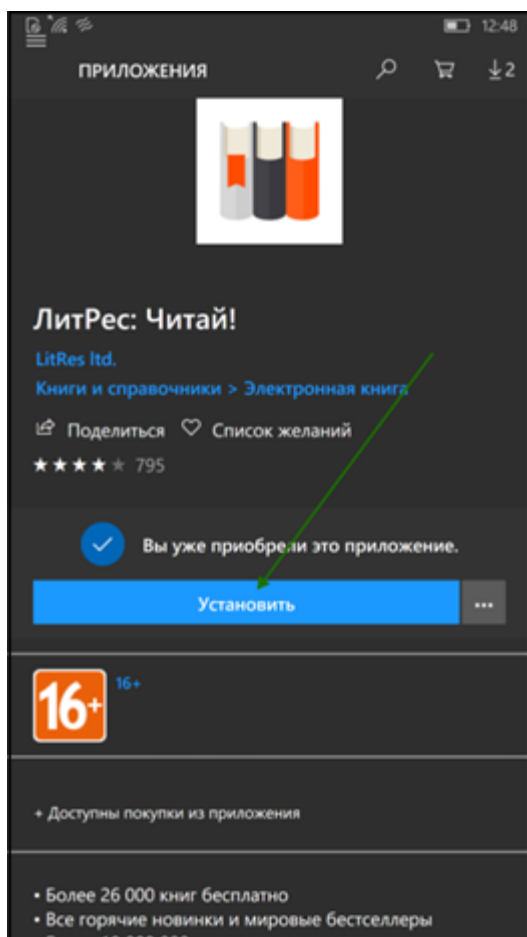 12:48
ПРИЛОЖЕНИЯ 2
ЛитРес: Читай!
LitRes ltd.
Книги и справочники > Электронная книга
Поделиться Список желаний
795
Вы уже приобрели это приложение.
Установить
16+ 16+
+ Доступны покупки из приложения
• Более 26 000 книг бесплатно
• Все горячие новинки и мировые бестселлеры